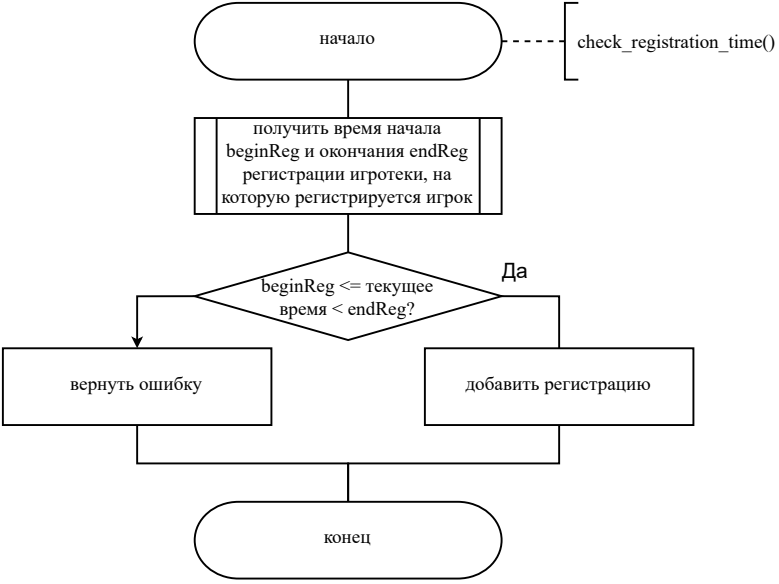 начало
check_registration_time()
получить время начала
beginReg и окончания endReg
регистрации игротеки, на
которую регистрируется игрок
Да
beginReg <= текущее
время < endReg?
вернуть ошибку
добавить регистрацию
конец